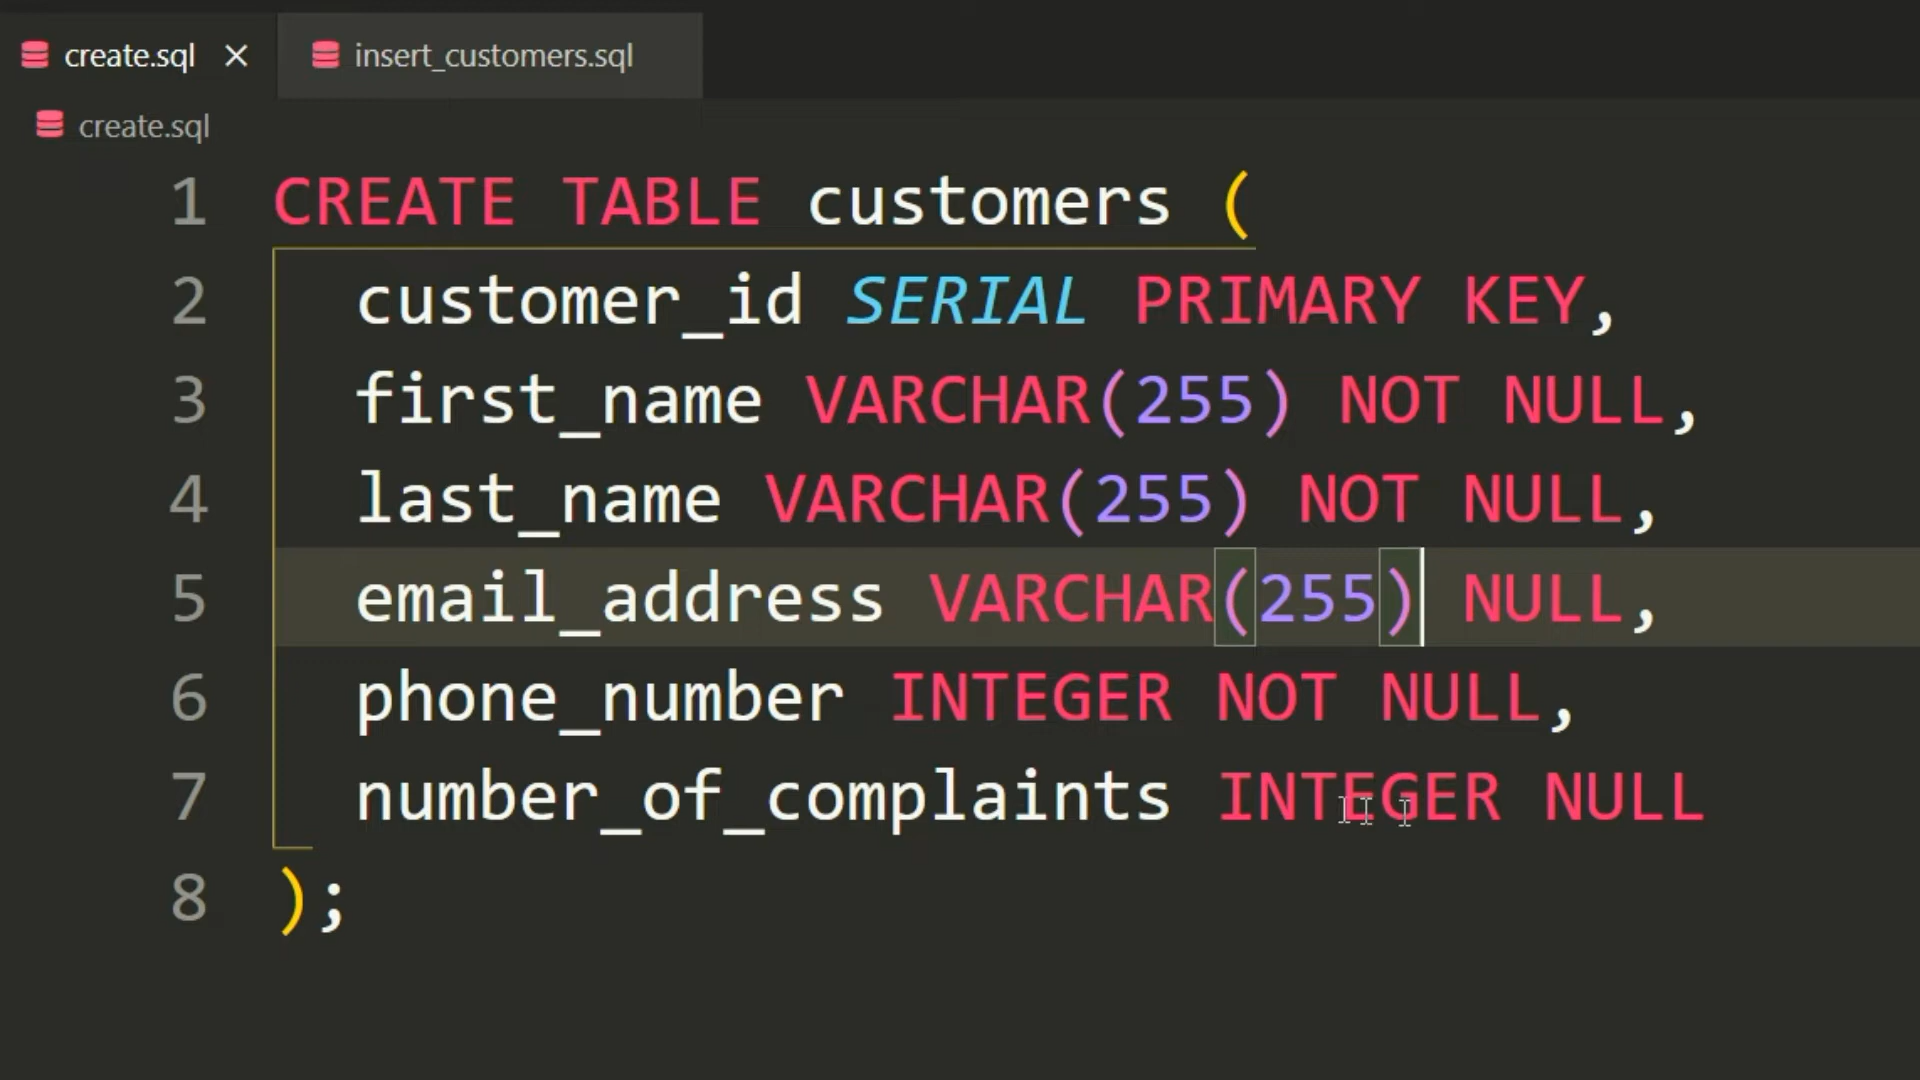 create.sql × insert_customers.sql
create.sql
1 CREATE TABLE customers (
2 customer_id SERIAL PRIMARY KEY,
3 first_name VARCHAR(255) NOT NULL,
4 last_name VARCHAR(255) NOT NULL,
5 email_address VARCHAR(255) NULL,
6 phone_number INTEGER NOT NULL,
7 number_of_complaints INTEGER NULL
8 );